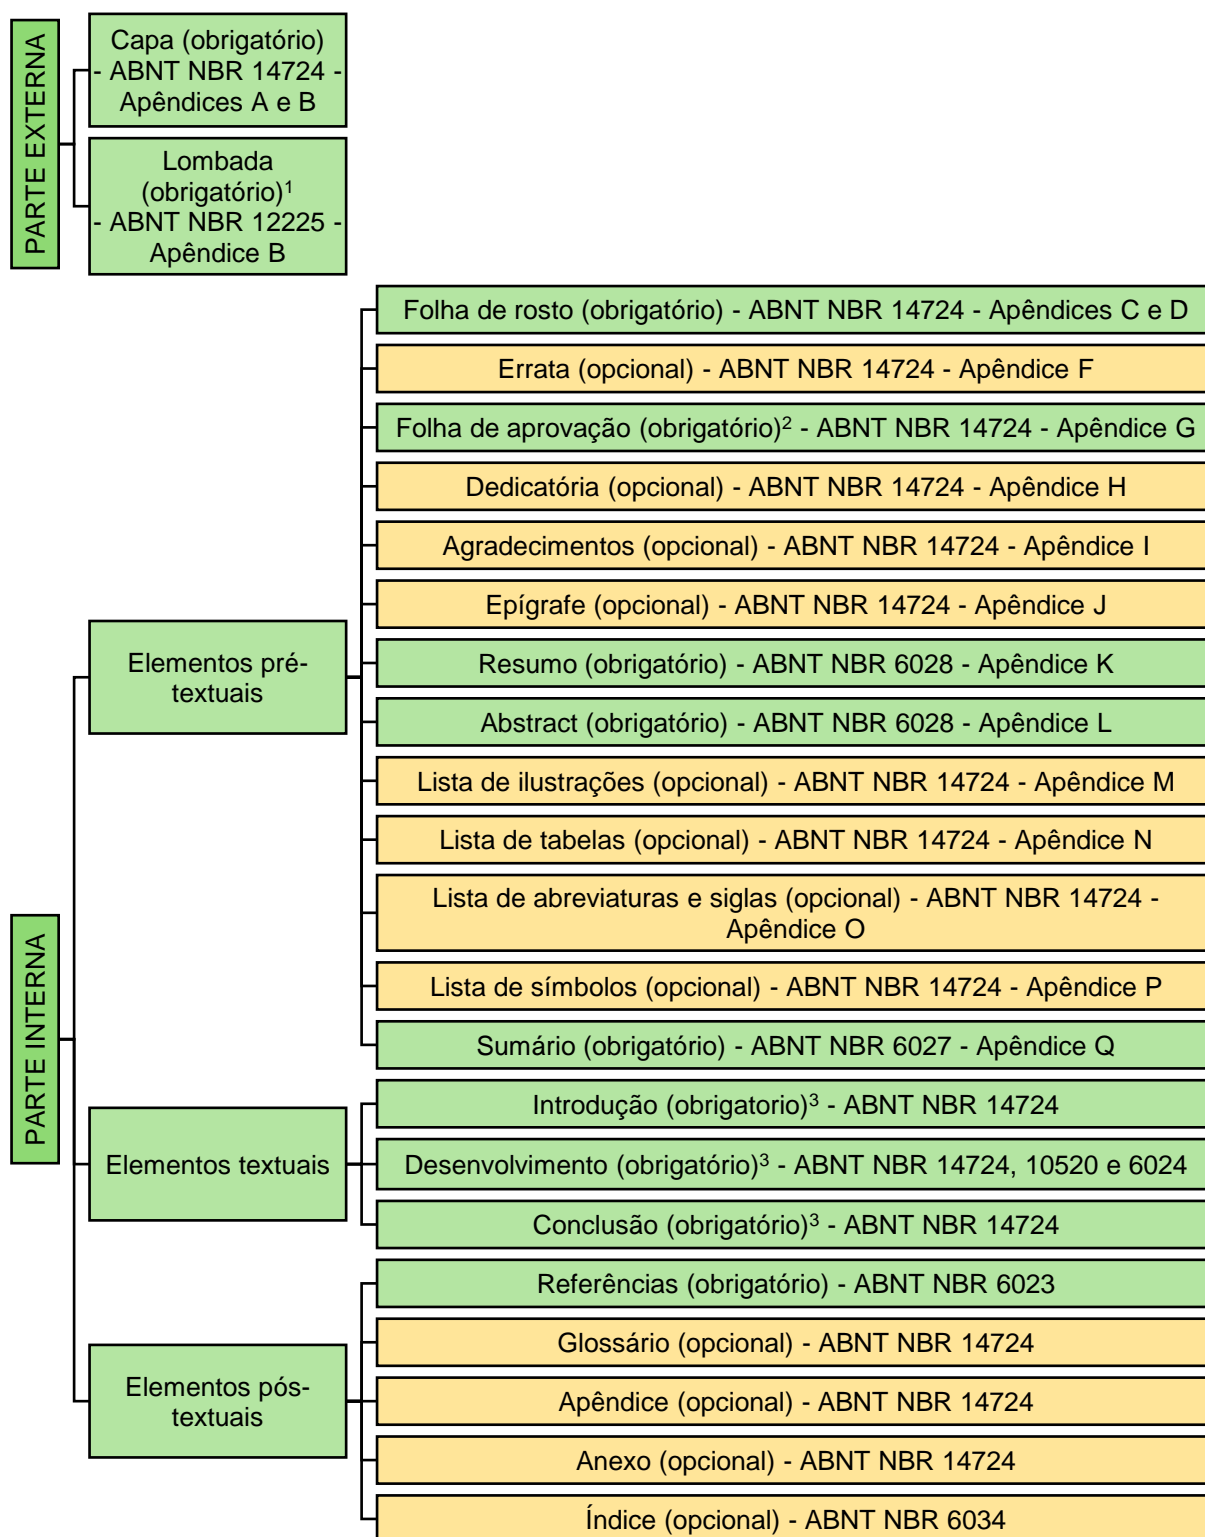 PARTE EXTERNA
Capa (obrigatório)
- ABNT NBR 14724 -
Apêndices A e B
Lombada
(obrigatório)¹
- ABNT NBR 12225 -
Apêndice B
PARTE INTERNA
Elementos pré-
textuais
Folha de rosto (obrigatório) - ABNT NBR 14724 - Apêndices C e D
Errata (opcional) - ABNT NBR 14724 - Apêndice F
Folha de aprovação (obrigatório)² - ABNT NBR 14724 - Apêndice G
Dedicatória (opcional) - ABNT NBR 14724 - Apêndice H
Agradecimentos (opcional) - ABNT NBR 14724 - Apêndice I
Epígrafe (opcional) - ABNT NBR 14724 - Apêndice J
Resumo (obrigatório) - ABNT NBR 6028 - Apêndice K
Abstract (obrigatório) - ABNT NBR 6028 - Apêndice L
Lista de ilustrações (opcional) - ABNT NBR 14724 - Apêndice M
Lista de tabelas (opcional) - ABNT NBR 14724 - Apêndice N
Lista de abreviaturas e siglas (opcional) - ABNT NBR 14724 -
Apêndice O
Lista de símbolos (opcional) - ABNT NBR 14724 - Apêndice P
Sumário (obrigatório) - ABNT NBR 6027 - Apêndice Q
Elementos textuais
Introdução (obrigatorio)³ - ABNT NBR 14724
Desenvolvimento (obrigatório)³ - ABNT NBR 14724, 10520 e 6024
Conclusão (obrigatório)³ - ABNT NBR 14724
Elementos pós-
textuais
Referências (obrigatório) - ABNT NBR 6023
Glossário (opcional) - ABNT NBR 14724
Apêndice (opcional) - ABNT NBR 14724
Anexo (opcional) - ABNT NBR 14724
Índice (opcional) - ABNT NBR 6034